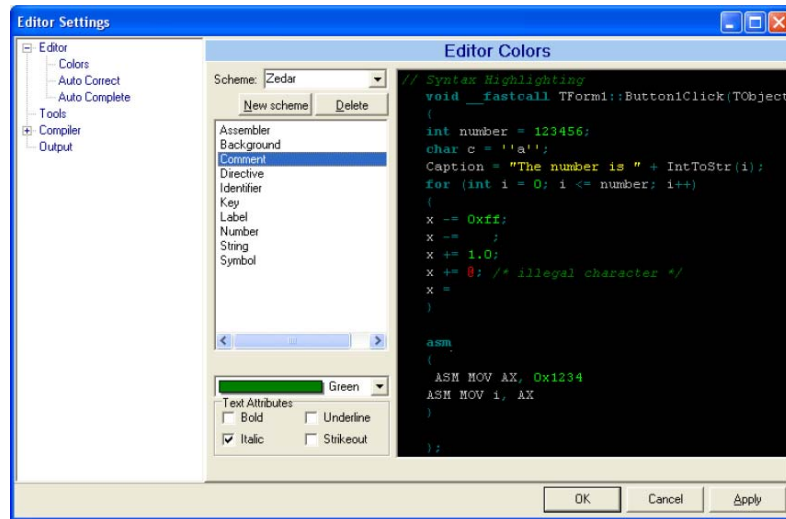 Editor Settings
Editor
Colors
Auto Correct
Auto Complete
Tools
Compiler
Output
Editor Colors
Scheme: Zedar
New scheme Delete
Assembler
Background
Comment
Directive
Identifier
Key
Label
Number
String
Symbol
Green
Text Attributes
Bold Underline
Italic Strikeout
// Syntax Highlighting
void __fastcall TForm1::Button1Click(TObject
(
int number = 123456;
char c = ''a'';
Caption = "The number is " + IntToStr(i);
for (int i = 0; i <= number; i++)
(
x -= 0xff;
x -= ;
x += 1.0;
x += @; /* illegal character */
x =
)
asm
(
ASM MOV AX, 0x1234
ASM MOV i, AX
)
);
OK Cancel Apply